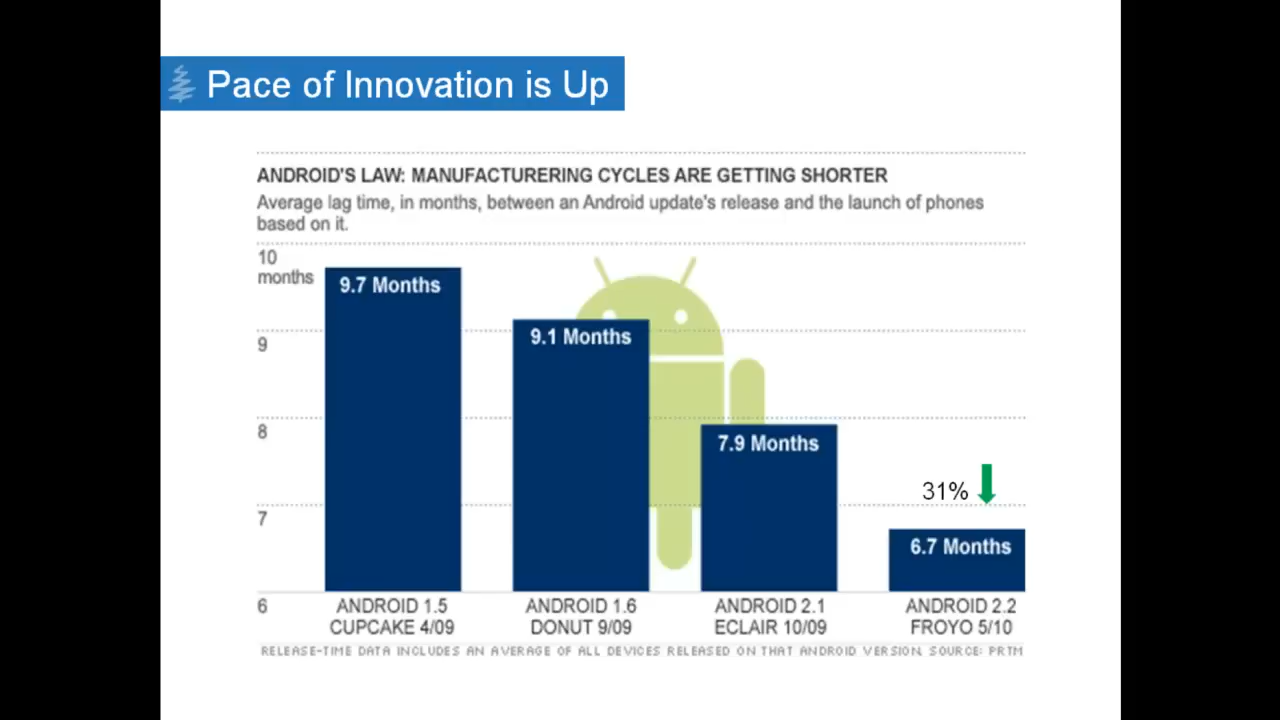 Pace of Innovation is Up
ANDROID'S LAW: MANUFACTURERING CYCLES ARE GETTING SHORTER
Average lag time, in months, between an Android update's release and the launch of phones
based on it.
10
months
9
8
7
6
9.7 Months
9.1 Months
7.9 Months
31%
6.7 Months
ANDROID 1.5
CUPCAKE 4/09
ANDROID 1.6
DONUT 9/09
ANDROID 2.1
ECLAIR 10/09
ANDROID 2.2
FROYO 5/10
RELEASE-TIME DATA INCLUDES AN AVERAGE OF ALL DEVICES RELEASED ON THAT ANDROID VERSION. SOURCE: PRTM